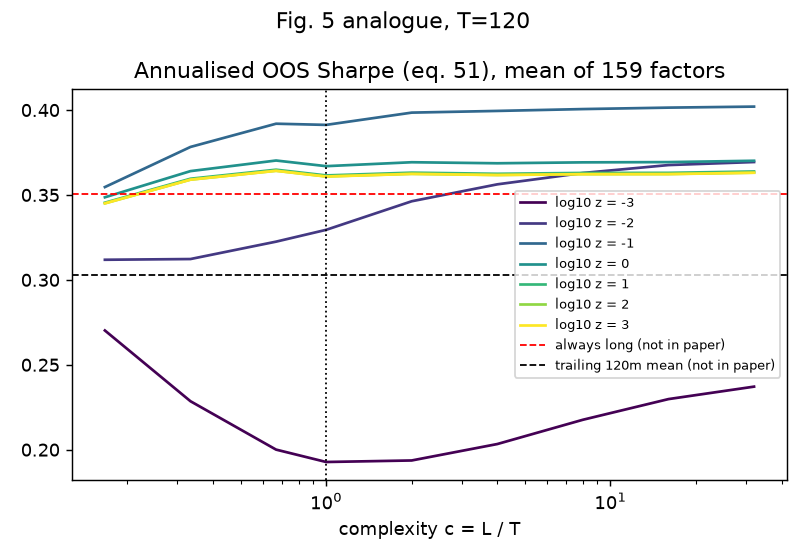 Fig. 5 analogue, T=120
Annualised OOS Sharpe (eq. 51), mean of 159 factors
0.40
0.35
0.30
0.25
0.20
log10 z = -3
log10 z = -2
log10 z = -1
log10 z = 0
log10 z = 1
log10 z = 2
log10 z = 3
always long (not in paper)
trailing 120m mean (not in paper)
10⁰ 10¹
complexity c = L / T